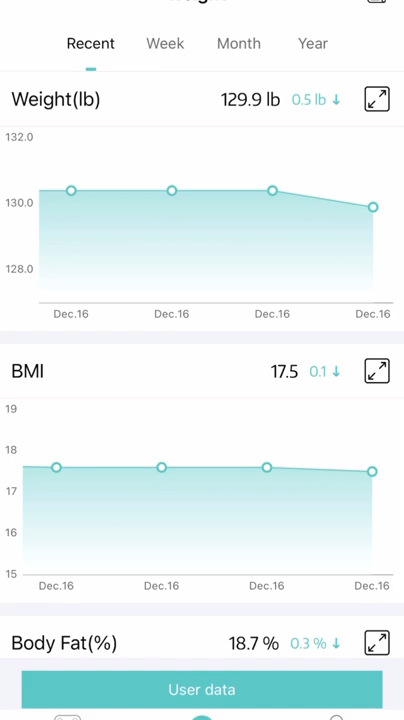 Recent Week Month Year
Weight(lb) 129.9 lb 0.5 lb ↓
132.0
130.0
128.0
Dec.16 Dec.16 Dec.16 Dec.16
BMI 17.5 0.1 ↓
19
18
17
16
15
Dec.16 Dec.16 Dec.16 Dec.16
Body Fat(%) 18.7 % 0.3 % ↓
User data